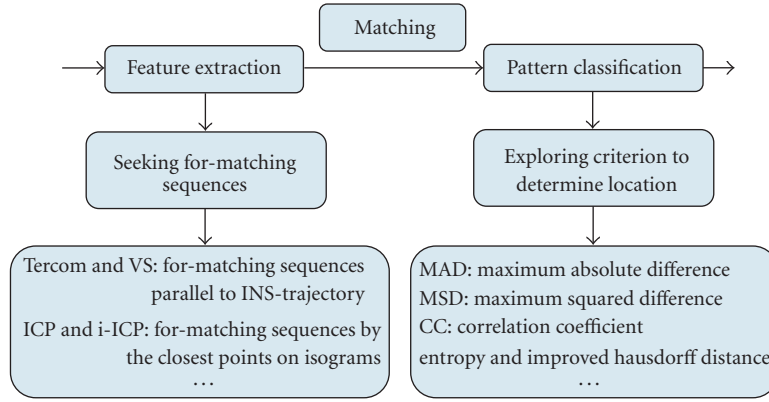 Matching
Feature extraction
Pattern classification
Seeking for-matching
sequences
Exploring criterion to
determine location
Tercom and VS: for-matching sequences
parallel to INS-trajectory
ICP and i-ICP: for-matching sequences by
the closest points on isograms
...
MAD: maximum absolute difference
MSD: maximum squared difference
CC: correlation coefficient
entropy and improved hausdorff distance
...